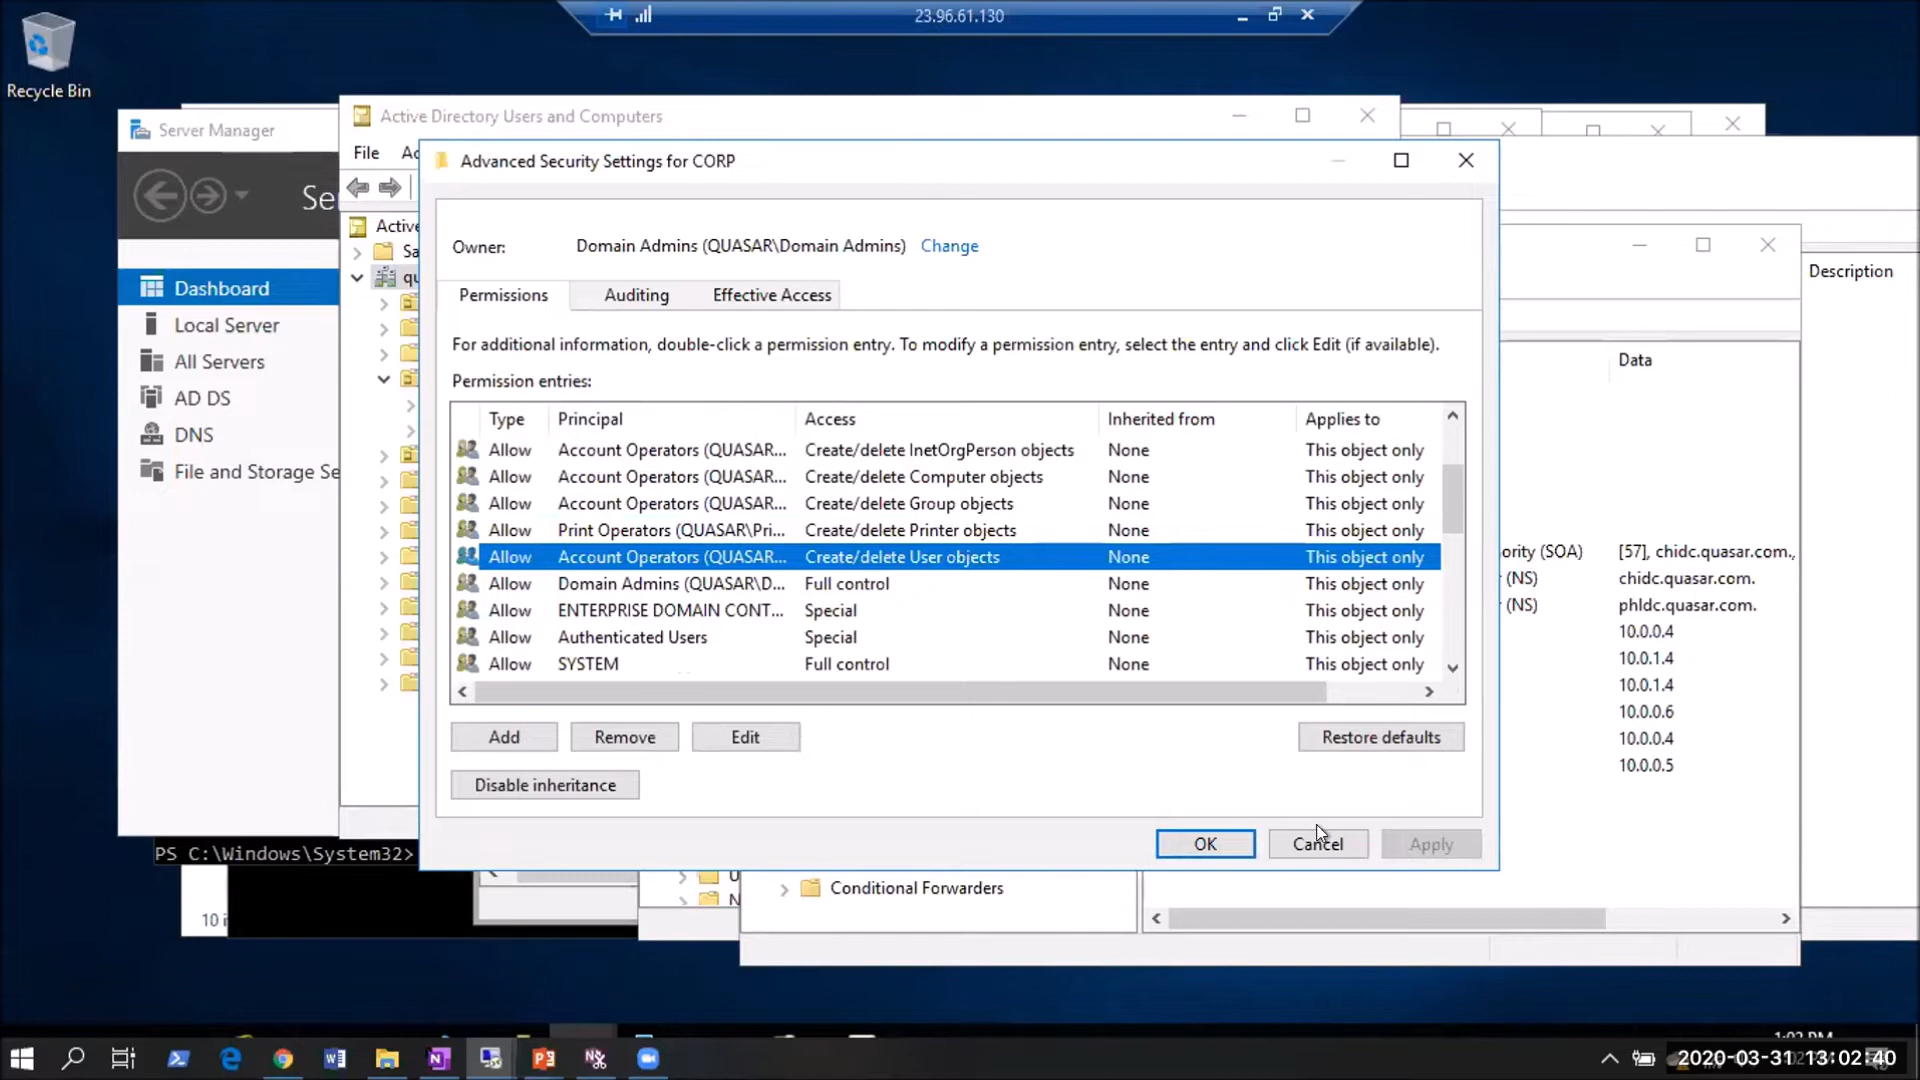 23.96.61.130
Recycle Bin
Active Directory Users and Computers
Server Manager
File
Advanced Security Settings for CORP
Owner:
Domain Admins (QUASAR\Domain Admins)
Change
Permissions
Auditing
Effective Access
Dashboard
Local Server
All Servers
AD DS
DNS
File and Storage Se
For additional information, double-click a permission entry. To modify a permission entry, select the entry and click Edit (if available).
Permission entries:
Type Principal Access Inherited from Applies to
Allow Account Operators (QUASAR... Create/delete InetOrgPerson objects None This object only
Allow Account Operators (QUASAR... Create/delete Computer objects None This object only
Allow Account Operators (QUASAR... Create/delete Group objects None This object only
Allow Print Operators (QUASAR\Pri... Create/delete Printer objects None This object only
Allow Account Operators (QUASAR... Create/delete User objects None This object only
Allow Domain Admins (QUASAR\D... Full control None This object only
Allow ENTERPRISE DOMAIN CONT... Special None This object only
Allow Authenticated Users Special None This object only
Allow SYSTEM Full control None This object only
Add
Remove
Edit
Restore defaults
Disable inheritance
OK
Cancel
Apply
Description
Data
ority (SOA) [57], chidc.quasar.com.,
(NS) chidc.quasar.com.
(NS) phldc.quasar.com.
10.0.0.4
10.0.1.4
10.0.1.4
10.0.0.6
10.0.0.4
10.0.0.5
PS C:\Windows\System32>
Conditional Forwarders
2020-03-31 13:02:40